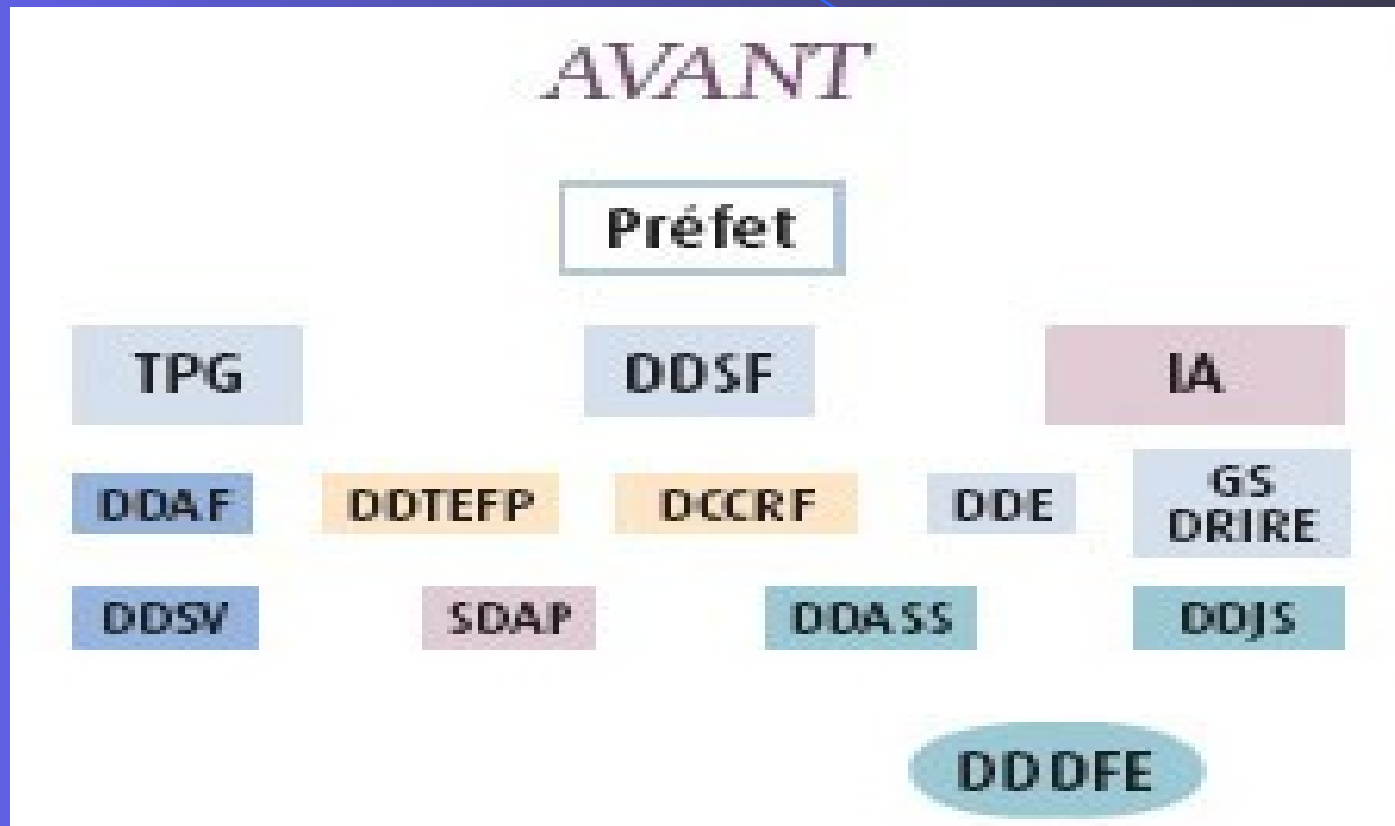 AVANT
Préfet
TPG
DDSF
IA
DDAF
DDTEFP
DCCRF
DDE
GS
DRIRE
DDSV
SDAP
DDASS
DDJS
DDDFE